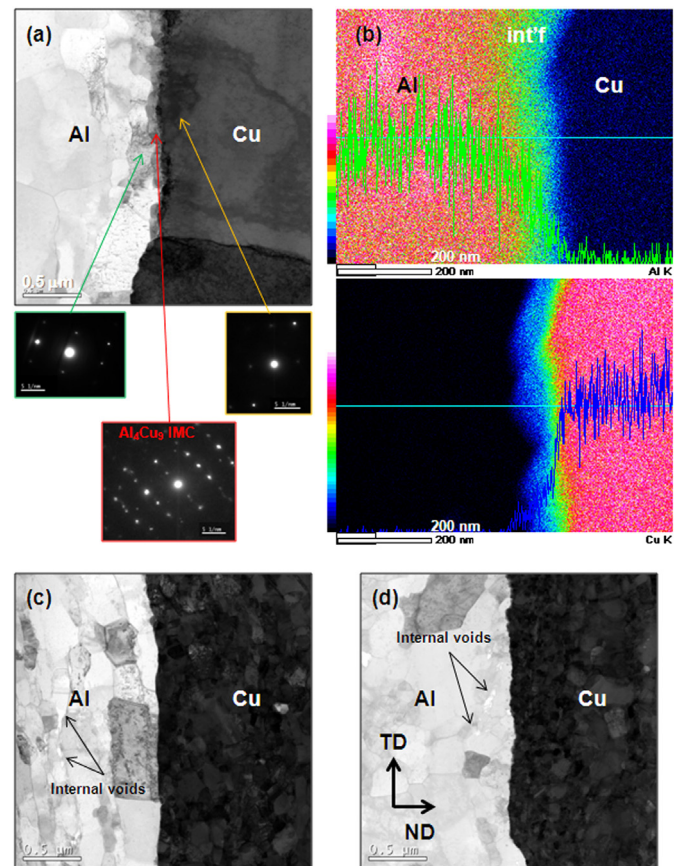 (a)
Al
Cu
0.5 μm
5 1/nm
5 1/nm
Al4Cu9 IMC
5 1/nm
(b)
int'f
Al
Cu
200 nm
200 nm
Al K
200 nm
200 nm
Cu K
(c)
Al
Cu
Internal voids
0.5 μm
(d)
Internal voids
Al
Cu
TD
ND
0.5 μm